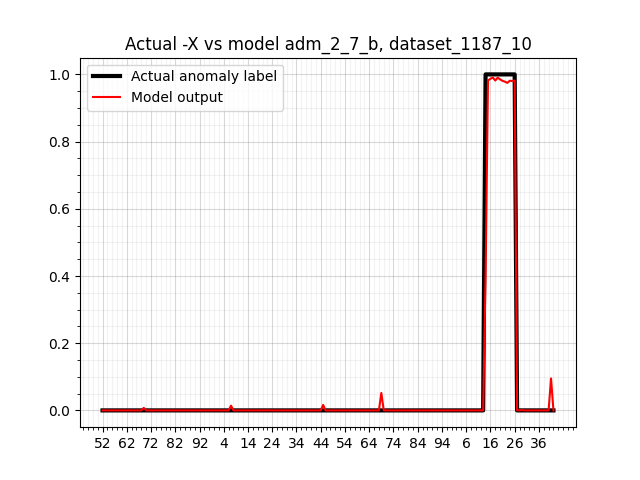 Actual -X vs model adm_2_7_b, dataset_1187_10
Actual anomaly label
Model output
1.0
0.8
0.6
0.4
0.2
0.0
52 62 72 82 92 4 14 24 34 44 54 64 74 84 94 6 16 26 36